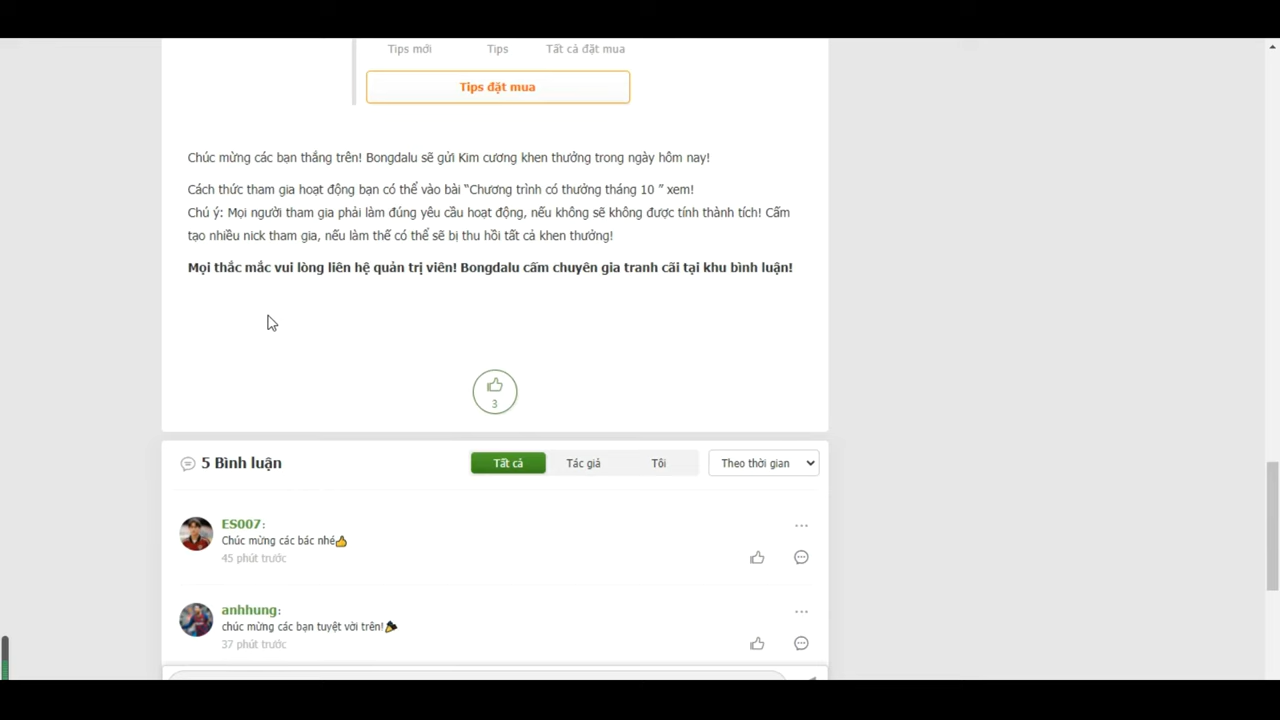 Tips mới Tips Tất cả đặt mua
Tips đặt mua
Chúc mừng các bạn thắng trên! Bongdalu sẽ gửi Kim cương khen thưởng trong ngày hôm nay!
Cách thức tham gia hoạt động bạn có thể vào bài “Chương trình có thưởng tháng 10 ” xem!
Chú ý: Mọi người tham gia phải làm đúng yêu cầu hoạt động, nếu không sẽ không được tính thành tích! Cấm
tạo nhiều nick tham gia, nếu làm thế có thể sẽ bị thu hồi tất cả khen thưởng!
Mọi thắc mắc vui lòng liên hệ quản trị viên! Bongdalu cấm chuyên gia tranh cãi tại khu bình luận!
3
5 Bình luận Tất cả Tác giả Tôi Theo thời gian
ES007:
Chúc mừng các bác nhé
45 phút trước
anhhung:
chúc mừng các bạn tuyệt vời trên!
37 phút trước